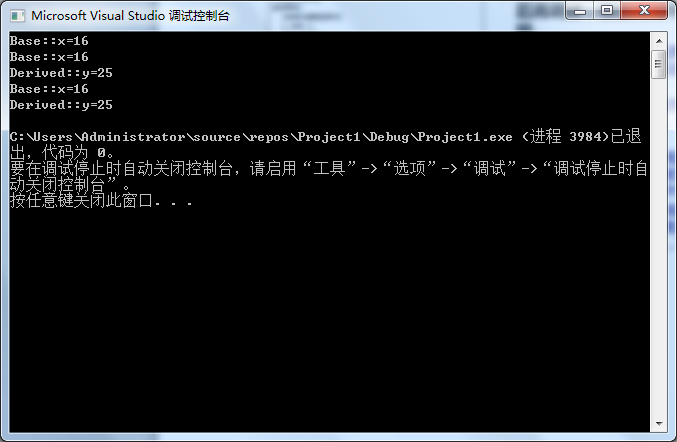 Microsoft Visual Studio 调试控制台
Base::x=16
Base::x=16
Derived::y=25
Base::x=16
Derived::y=25
C:\Users\Administrator\source\repos\Project1\Debug\Project1.exe (进程 3984)已退
出，代码为 0。
要在调试停止时自动关闭控制台，请启用“工具”->“选项”->“调试”->“调试停止时自
动关闭控制台”。
按任意键关闭此窗口. . .